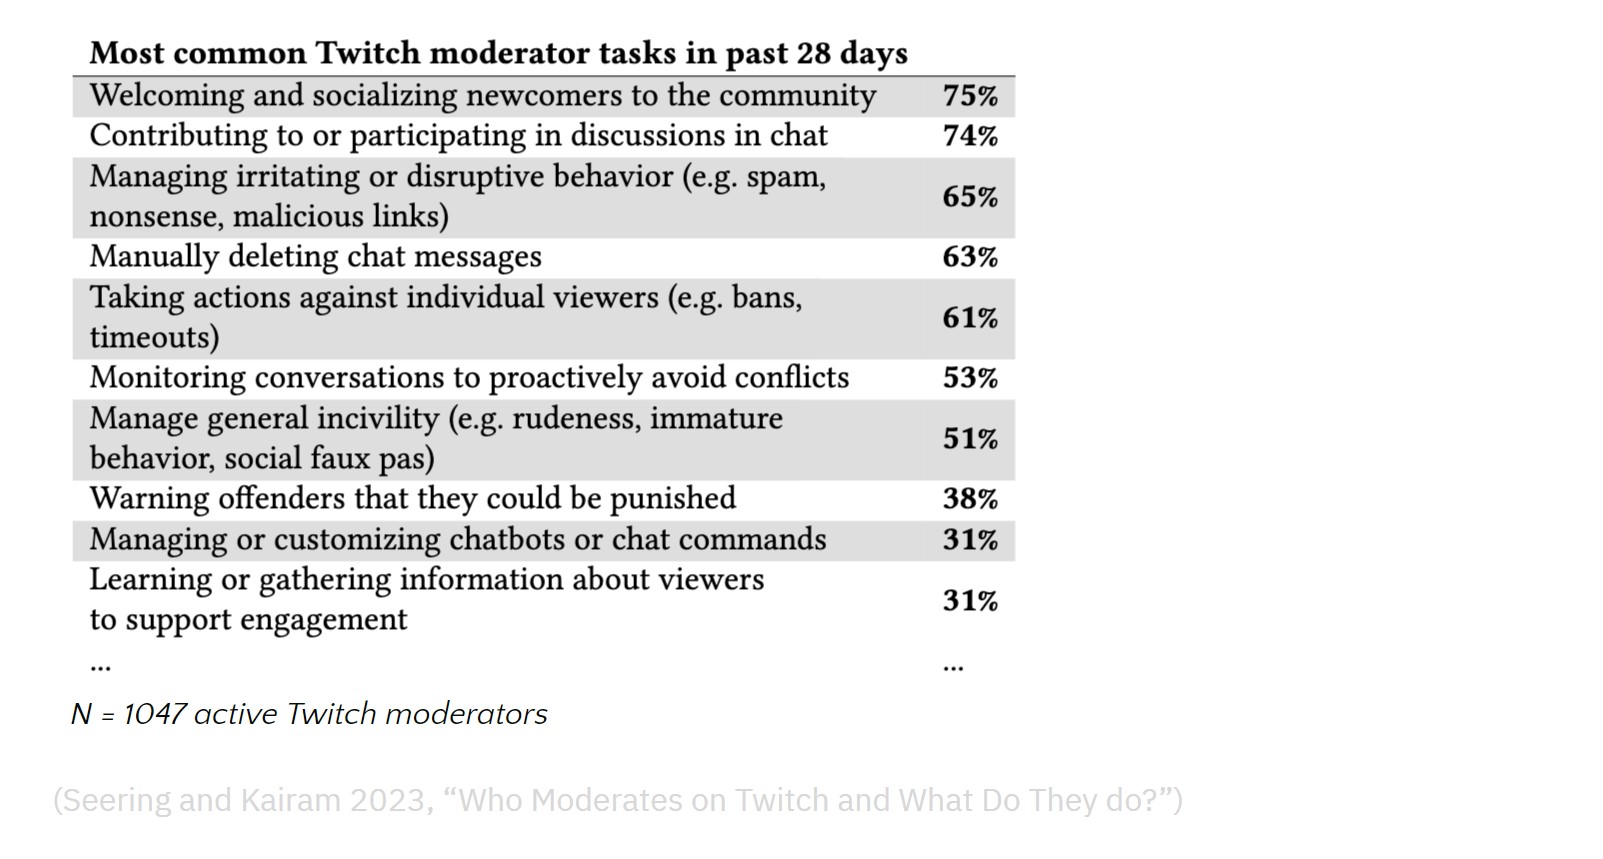 Most common Twitch moderator tasks in past 28 days
Welcoming and socializing newcomers to the community 75%
Contributing to or participating in discussions in chat 74%
Managing irritating or disruptive behavior (e.g. spam,
nonsense, malicious links) 65%
Manually deleting chat messages 63%
Taking actions against individual viewers (e.g. bans,
timeouts) 61%
Monitoring conversations to proactively avoid conflicts 53%
Manage general incivility (e.g. rudeness, immature
behavior, social faux pas) 51%
Warning offenders that they could be punished 38%
Managing or customizing chatbots or chat commands 31%
Learning or gathering information about viewers
to support engagement 31%
... ...
N = 1047 active Twitch moderators
(Seering and Kairam 2023, “Who Moderates on Twitch and What Do They do?”)